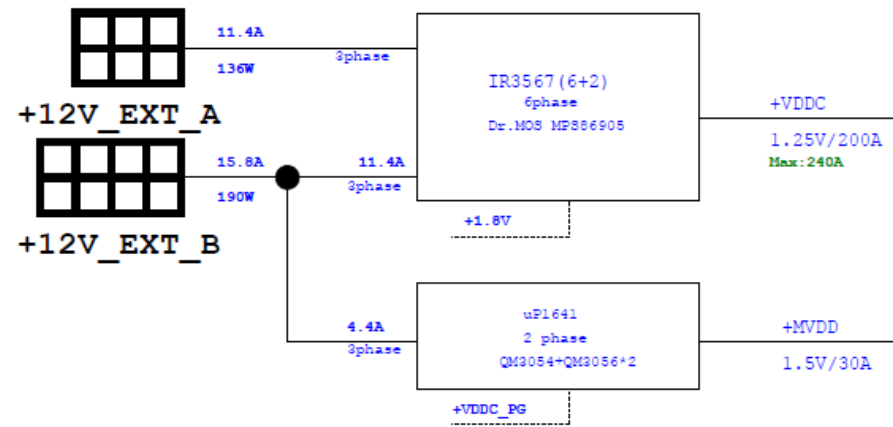 11.4A
136W
3phase
+12V_EXT_A
IR3567(6+2)
6phase
Dr.MOS MPS86905
+VDDC
1.25V/200A
Max:240A
15.8A
190W
11.4A
3phase
+12V_EXT_B
+1.8V
4.4A
3phase
uP1641
2 phase
QM3054+QM3056*2
+MVDD
1.5V/30A
+VDDC_PG